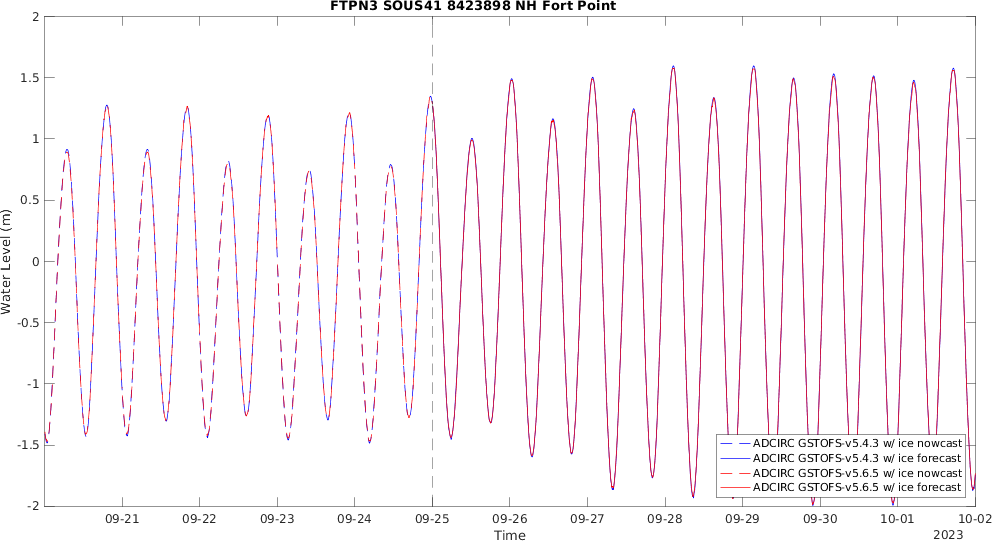 FTPN3 SOUS41 8423898 NH Fort Point
2
1.5
1
0.5
0
-0.5
-1
-1.5
-2
Water Level (m)
ADCIRC GSTOFS-v5.4.3 w/ ice nowcast
ADCIRC GSTOFS-v5.4.3 w/ ice forecast
ADCIRC GSTOFS-v5.6.5 w/ ice nowcast
ADCIRC GSTOFS-v5.6.5 w/ ice forecast
09-21 09-22 09-23 09-24 09-25 09-26 09-27 09-28 09-29 09-30 10-01 10-02
Time
2023